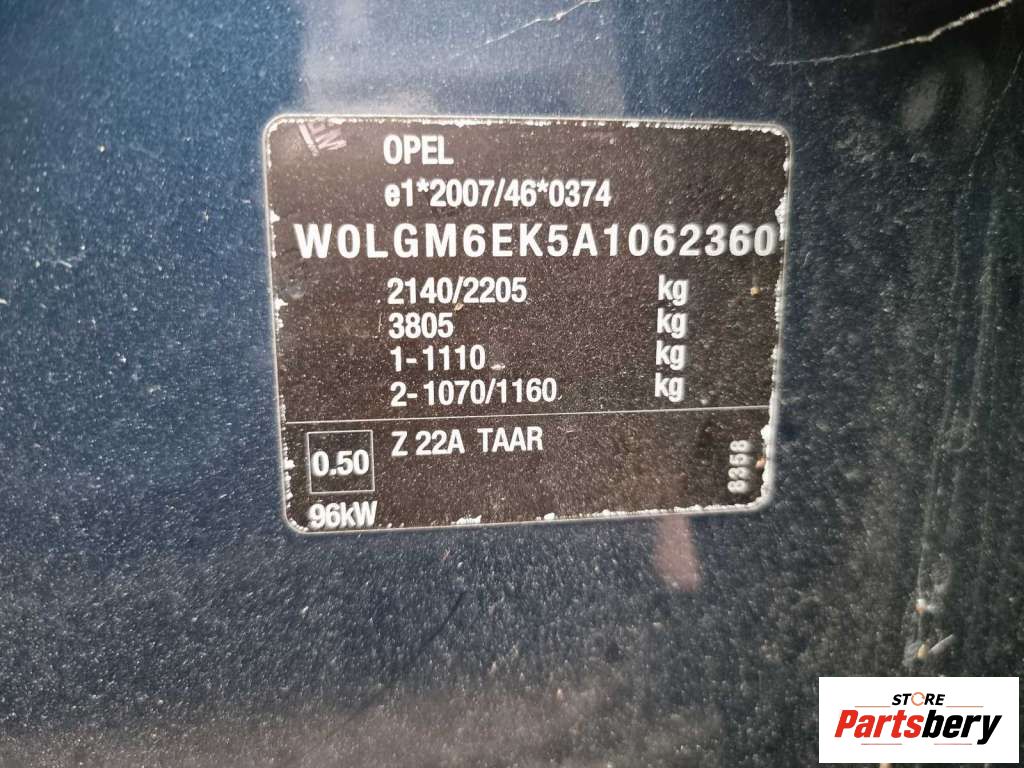 OPEL
e1*2007/46*0374
W0LGM6EK5A1062360
2140/2205 kg
3805 kg
1-1110 kg
2-1070/1160 kg
0.50 Z 22A TAAR
96kW
8358
STORE
Partsbery